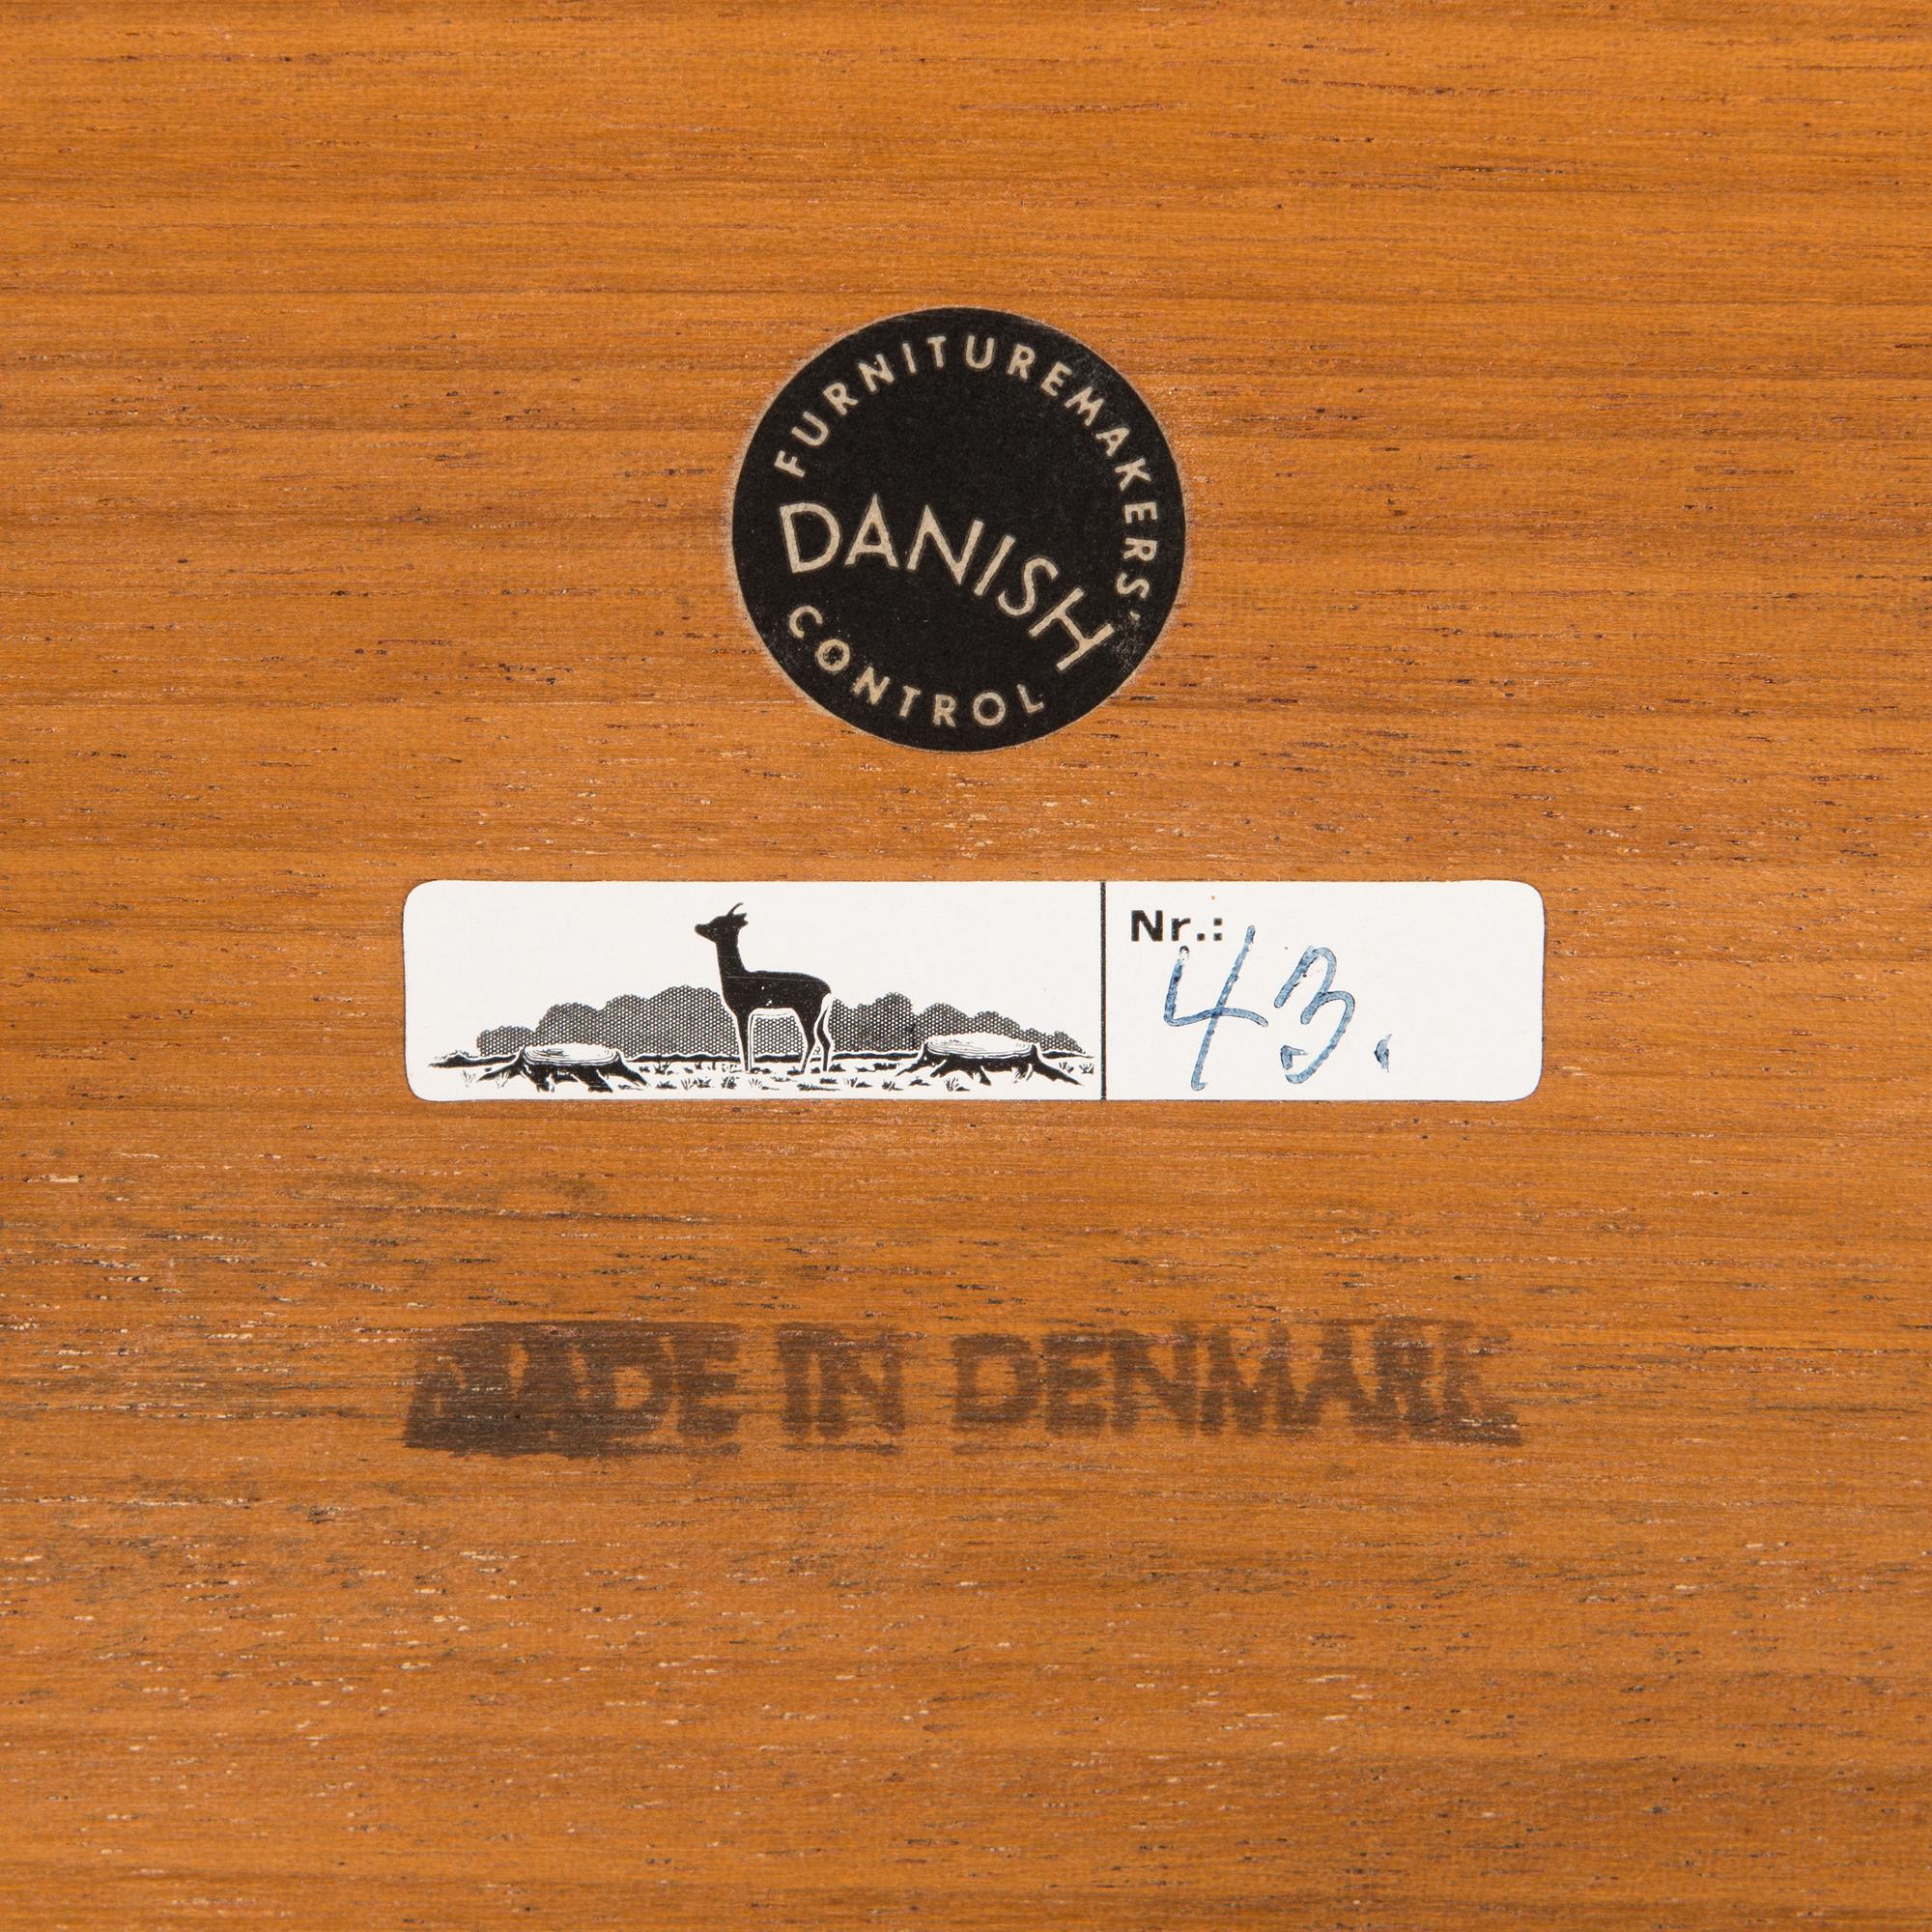 FURNITUREMAKERS'
DANISH
CONTROL
Nr.:
43.
MADE IN DENMARK